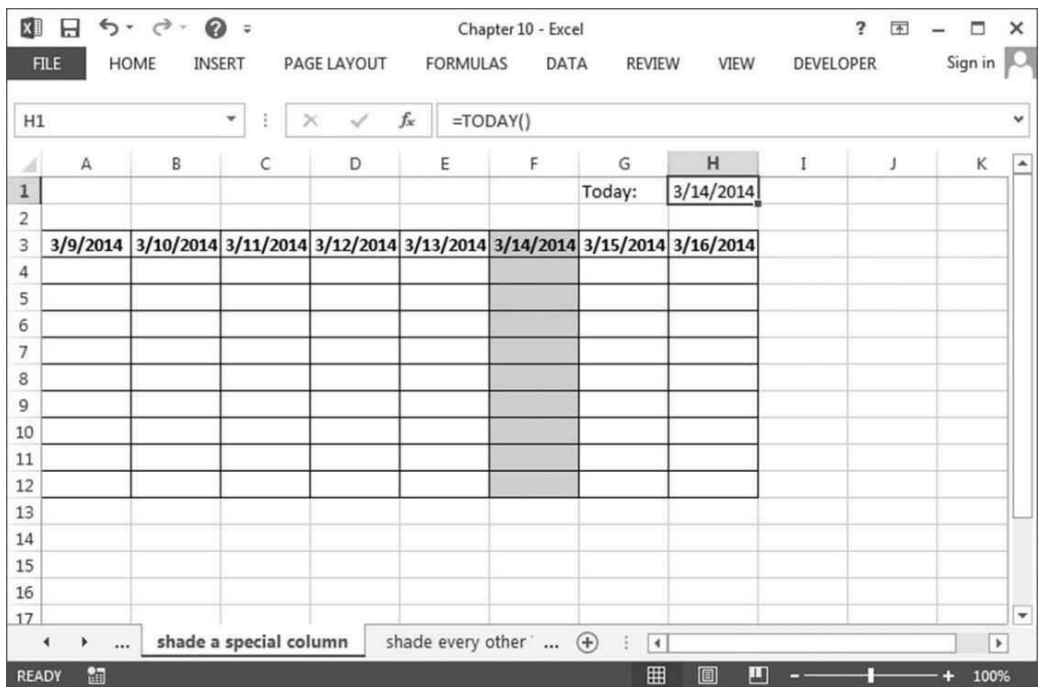 Chapter 10 - Excel
FILE HOME INSERT PAGE LAYOUT FORMULAS DATA REVIEW VIEW DEVELOPER Sign in
H1 fx =TODAY()
A B C D E F G H I J K
1 Today: 3/14/2014
2
3 3/9/2014 3/10/2014 3/11/2014 3/12/2014 3/13/2014 3/14/2014 3/15/2014 3/16/2014
4
5
6
7
8
9
10
11
12
13
14
15
16
17
... shade a special column shade every other ...
READY 100%